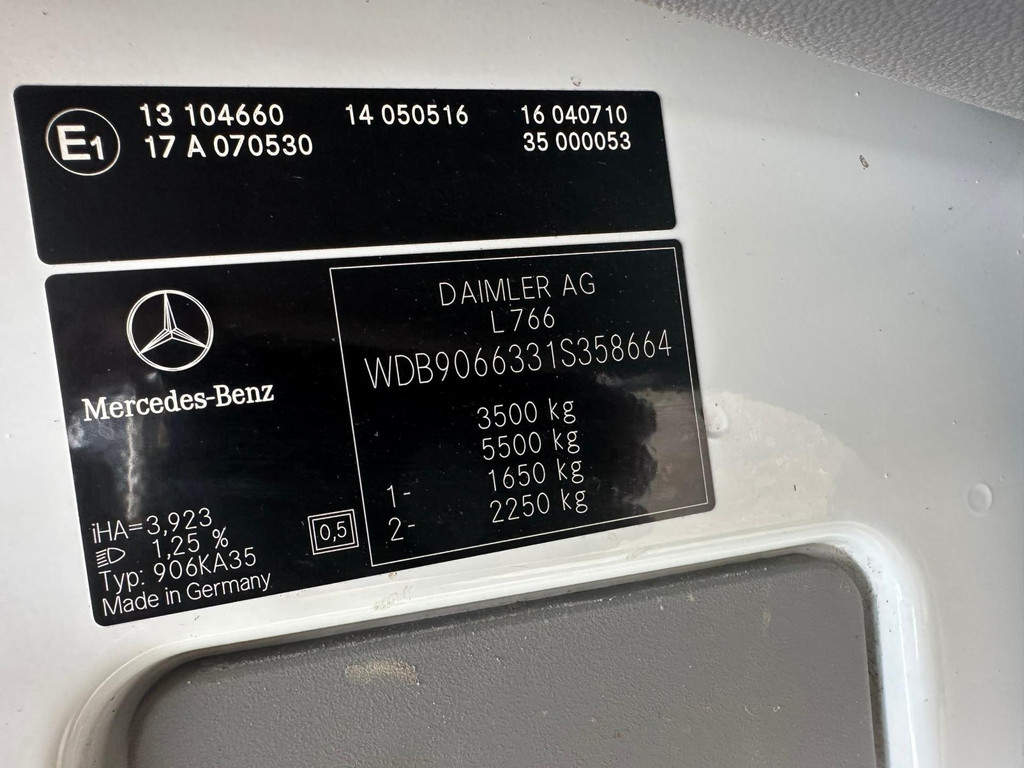 E1 13 104660 14 050516 16 040710
17 A 070530 35 000053
DAIMLER AG
L 766
WDB9066331S358664
Mercedes-Benz
3500 kg
5500 kg
1- 1650 kg
2- 2250 kg
iHA=3,923
1,25 %
0,5
Typ: 906KA35
Made in Germany